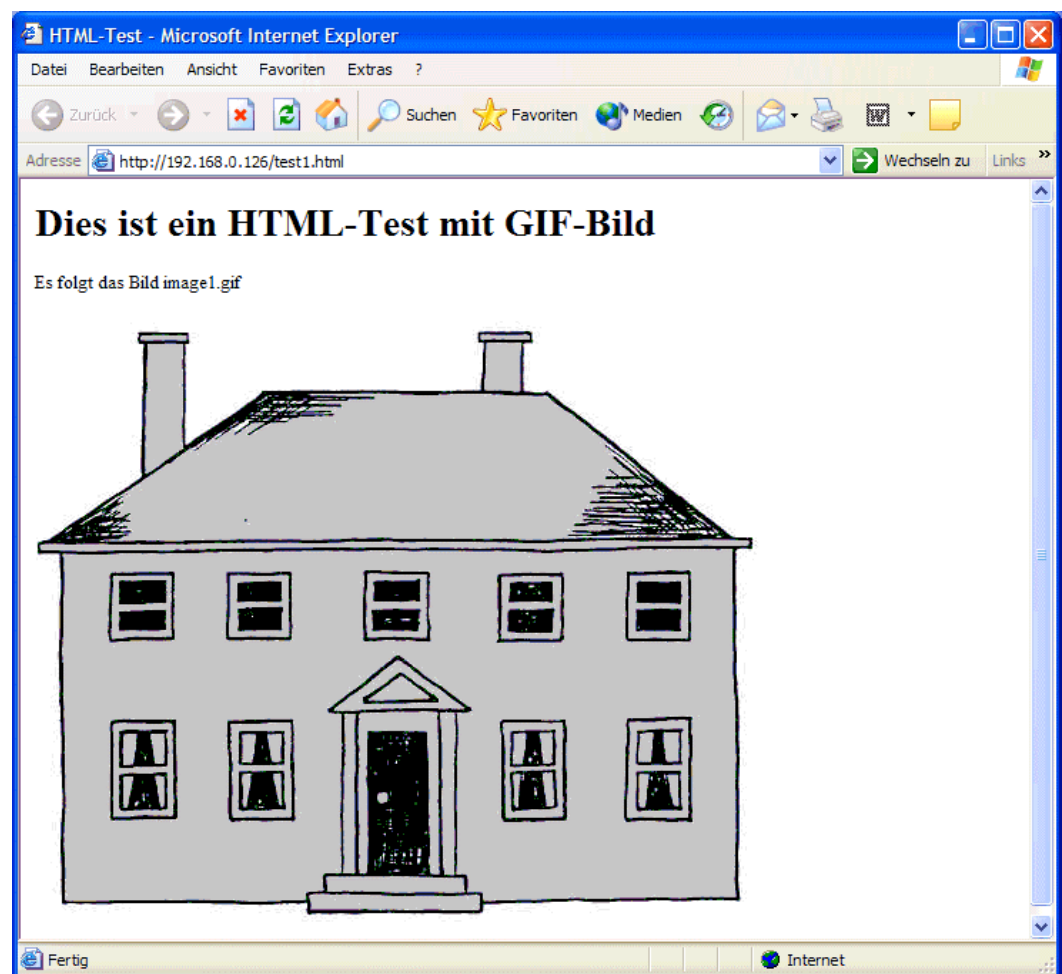 HTML-Test - Microsoft Internet Explorer
Datei Bearbeiten Ansicht Favoriten Extras ?
Zurück Suchen Favoriten Medien W
Adresse http://192.168.0.126/test1.html Wechseln zu Links »
Dies ist ein HTML-Test mit GIF-Bild
Es folgt das Bild image1.gif
Fertig Internet